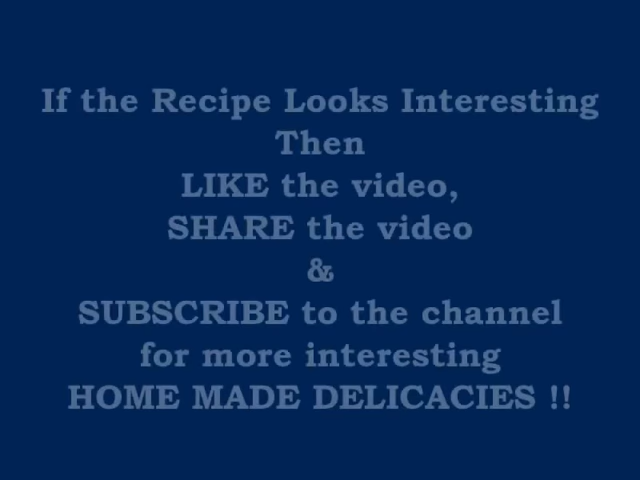 If the Recipe Looks Interesting
Then
LIKE the video,
SHARE the video
&
SUBSCRIBE to the channel
for more interesting
HOME MADE DELICACIES !!